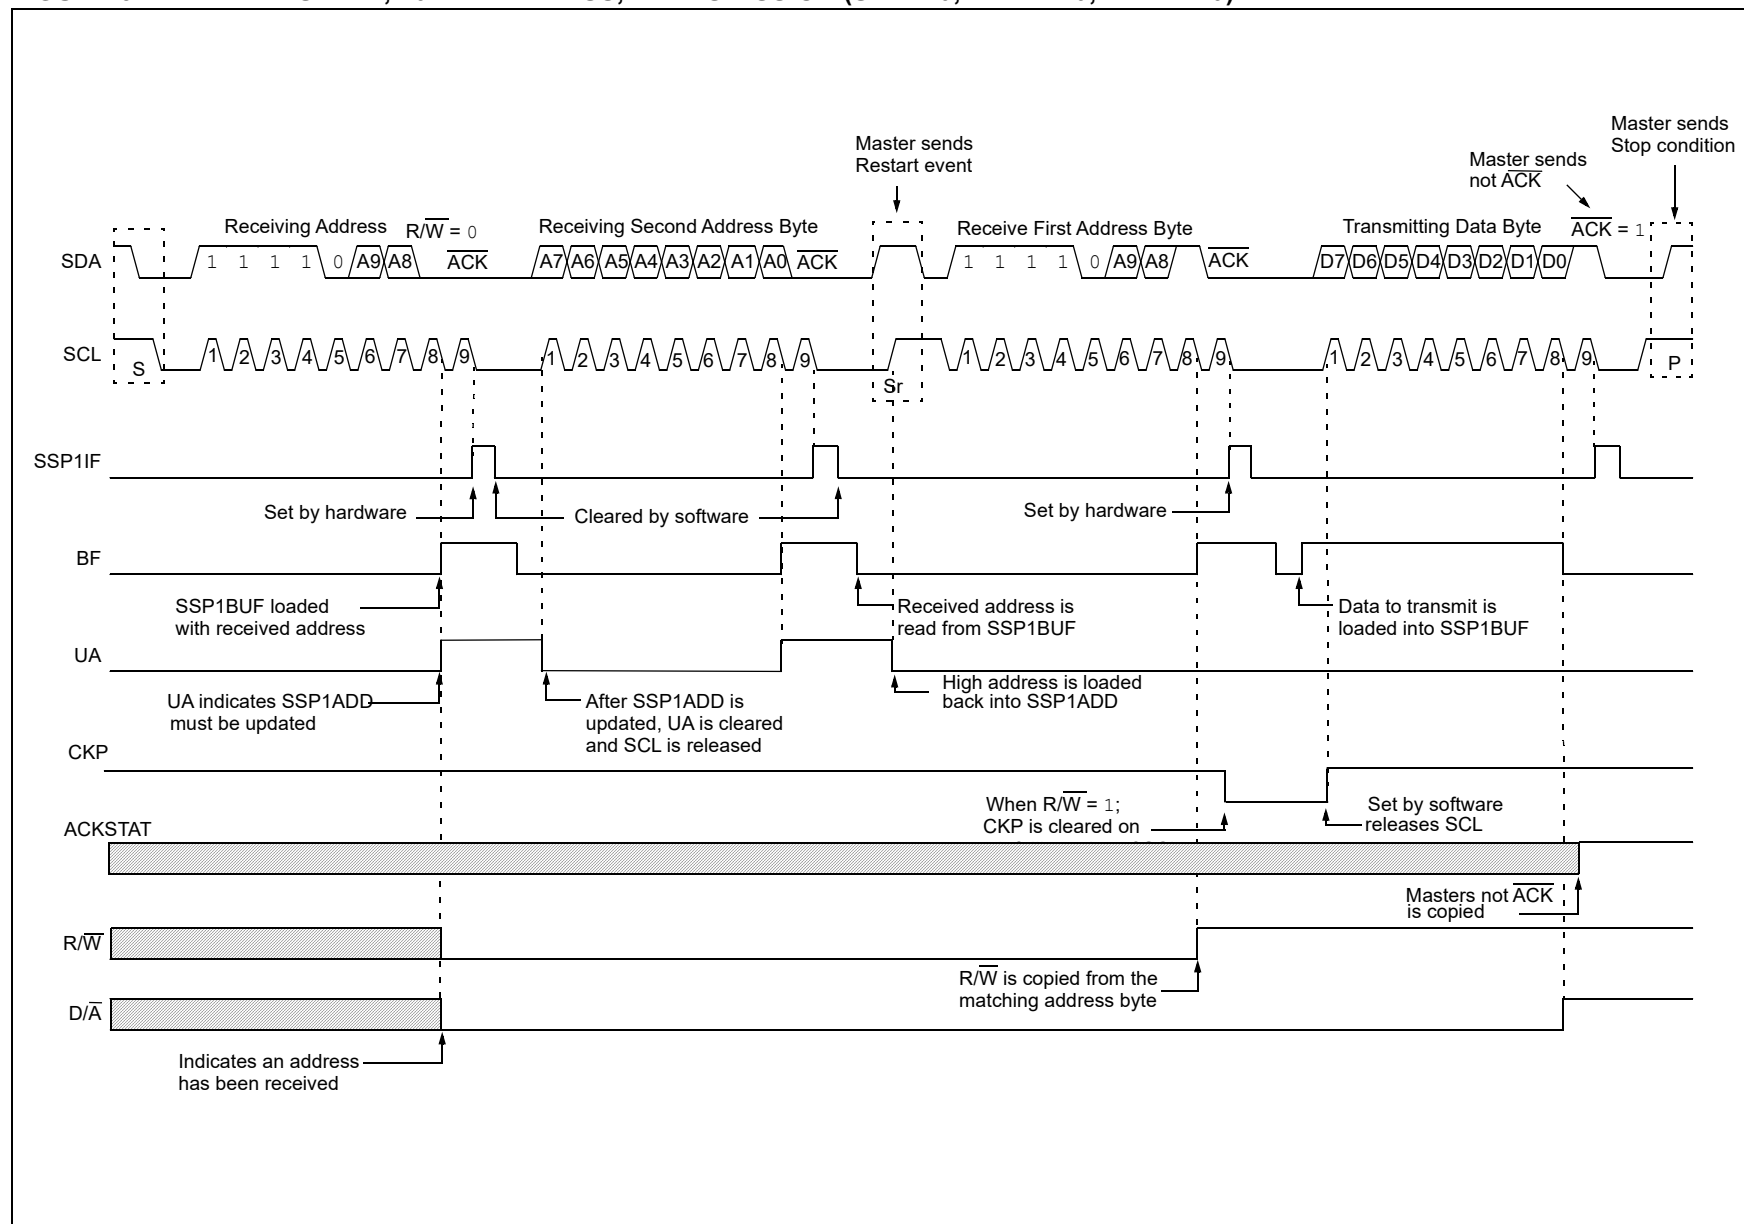 Master sends
Restart event
Master sends
not A̅C̅K̅
Master sends
Stop condition
Receiving Address R/W̅ = 0
Receiving Second Address Byte
Receive First Address Byte
Transmitting Data Byte
A̅C̅K̅ = 1
SDA 1 1 1 1 0 A9 A8 A̅C̅K̅ A7 A6 A5 A4 A3 A2 A1 A0 A̅C̅K̅ 1 1 1 1 0 A9 A8 A̅C̅K̅ D7 D6 D5 D4 D3 D2 D1 D0
SCL S 1 2 3 4 5 6 7 8 9 1 2 3 4 5 6 7 8 9 Sr 1 2 3 4 5 6 7 8 9 1 2 3 4 5 6 7 8 9 P
SSP1IF
Set by hardware
Cleared by software
Set by hardware
BF
SSP1BUF loaded
with received address
Received address is
read from SSP1BUF
Data to transmit is
loaded into SSP1BUF
UA
UA indicates SSP1ADD
must be updated
After SSP1ADD is
updated, UA is cleared
and SCL is released
High address is loaded
back into SSP1ADD
CKP
When R/W̅ = 1;
CKP is cleared on
Set by software
releases SCL
ACKSTAT
Masters not A̅C̅K̅
is copied
R/W̅
R/W̅ is copied from the
matching address byte
D/A̅
Indicates an address
has been received